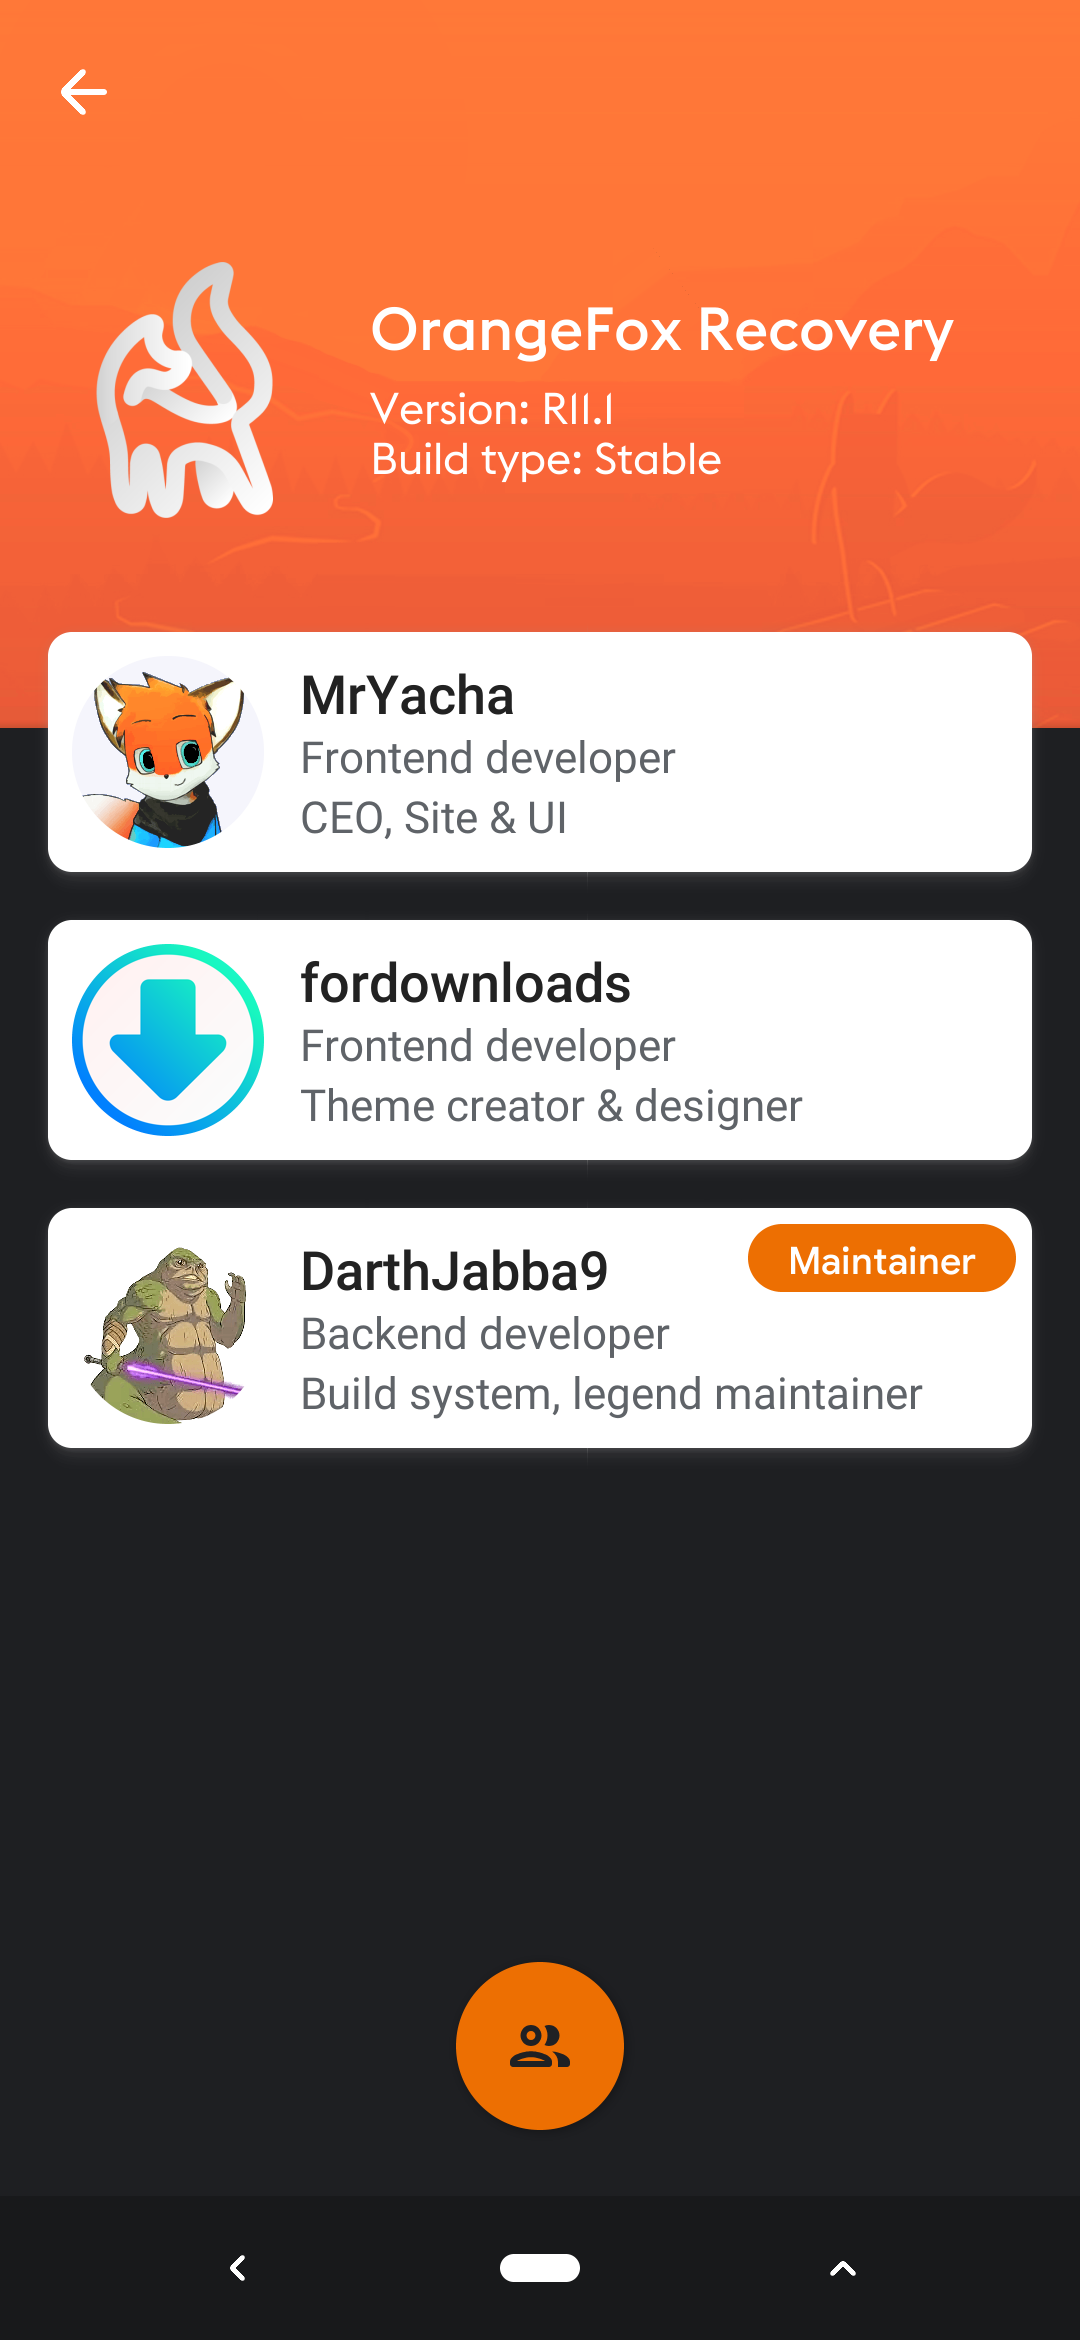 OrangeFox Recovery
Version: R11.1
Build type: Stable
MrYacha
Frontend developer
CEO, Site & UI
fordownloads
Frontend developer
Theme creator & designer
DarthJabba9
Maintainer
Backend developer
Build system, legend maintainer